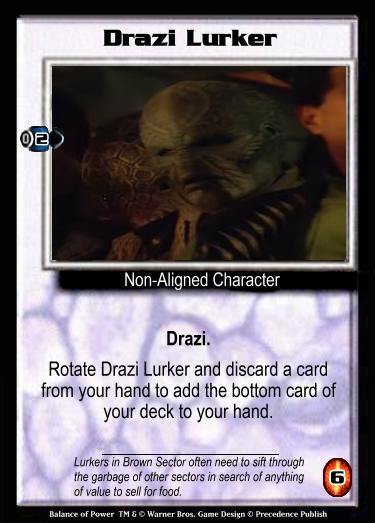 Drazi Lurker
0 2
Non-Aligned Character
Drazi.
Rotate Drazi Lurker and discard a card
from your hand to add the bottom card of
your deck to your hand.
Lurkers in Brown Sector often need to sift through
the garbage of other sectors in search of anything
of value to sell for food.
6
Balance of Power TM & © Warner Bros. Game Design © Precedence Publish